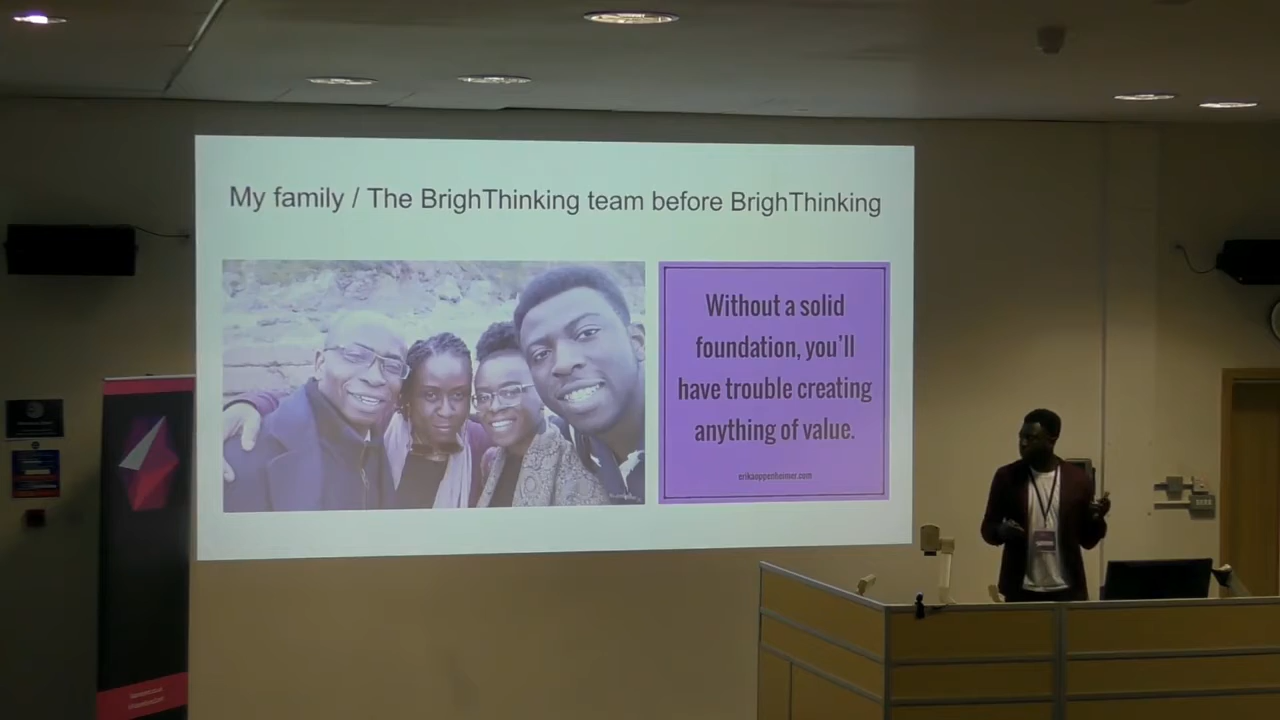 My family / The BrighThinking team before BrighThinking
Without a solid
foundation, you'll
have trouble creating
anything of value.
erikaoppenheimer.com